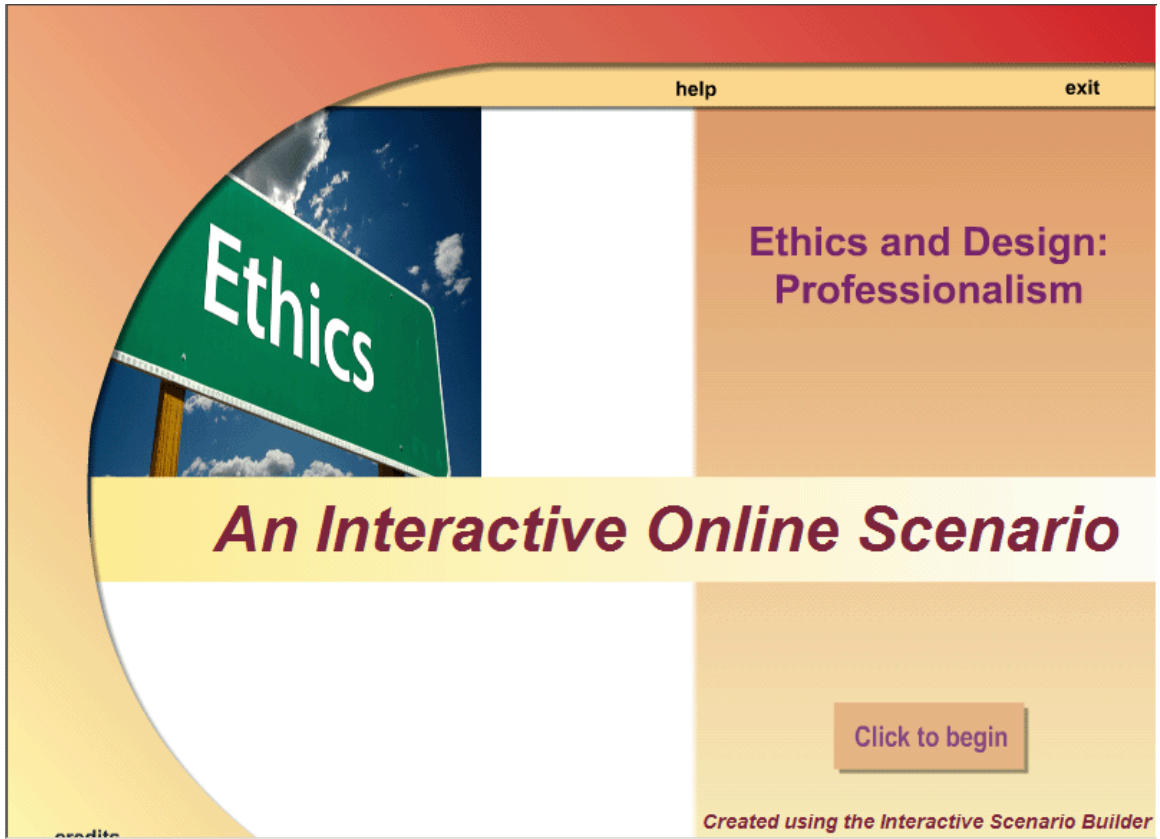 help
exit
Ethics
Ethics and Design:
Professionalism
An Interactive Online Scenario
Click to begin
Created using the Interactive Scenario Builder
credits